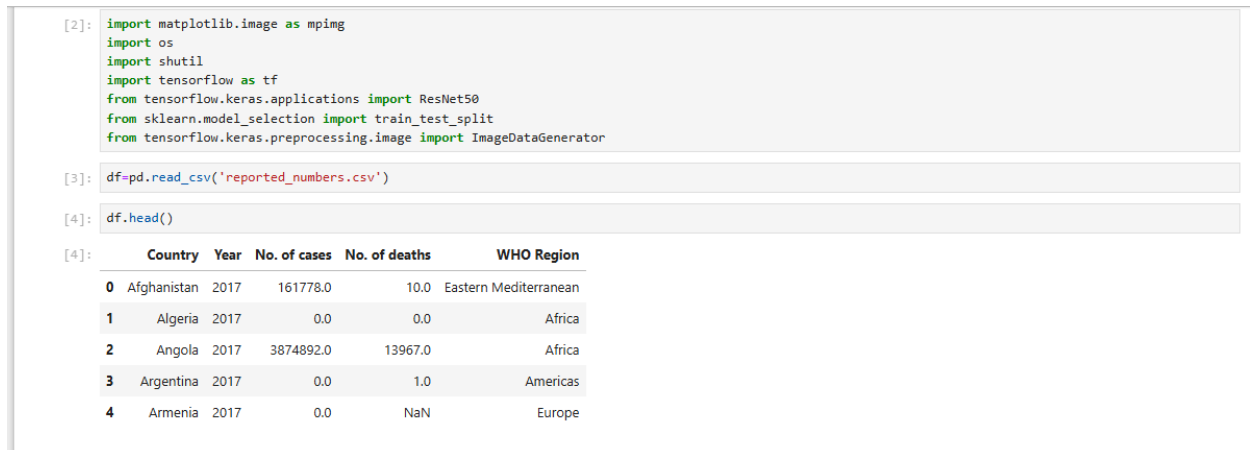 [2]: import matplotlib.image as mpimg
import os
import shutil
import tensorflow as tf
from tensorflow.keras.applications import ResNet50
from sklearn.model_selection import train_test_split
from tensorflow.keras.preprocessing.image import ImageDataGenerator
[3]: df=pd.read_csv('reported_numbers.csv')
[4]: df.head()
[4]: Country Year No. of cases No. of deaths WHO Region
0 Afghanistan 2017 161778.0 10.0 Eastern Mediterranean
1 Algeria 2017 0.0 0.0 Africa
2 Angola 2017 3874892.0 13967.0 Africa
3 Argentina 2017 0.0 1.0 Americas
4 Armenia 2017 0.0 NaN Europe